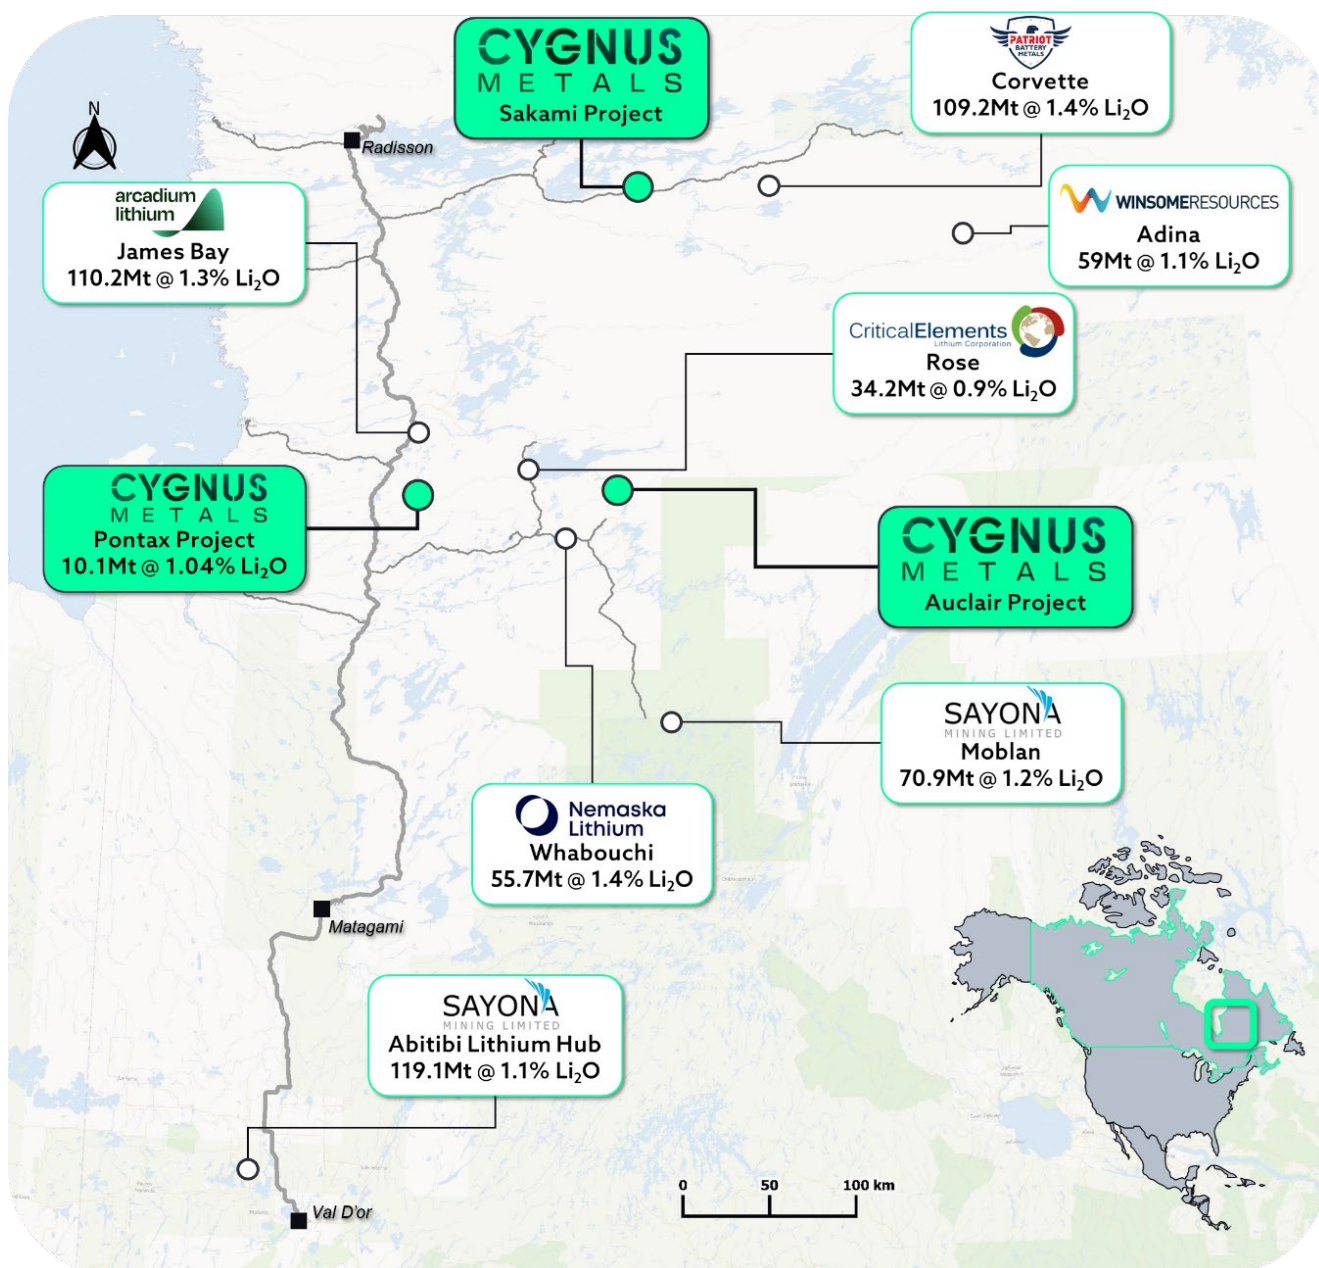 CYGNUS
METALS
Sakami Project
PATRIOT
BATTERY
METALS
Corvette
109.2Mt @ 1.4% Li₂O
N
Radisson
arcadium
lithium
James Bay
110.2Mt @ 1.3% Li₂O
WINSOMERESOURCES
Adina
59Mt @ 1.1% Li₂O
CriticalElements
Lithium Corporation
Rose
34.2Mt @ 0.9% Li₂O
CYGNUS
METALS
Pontax Project
10.1Mt @ 1.04% Li₂O
CYGNUS
METALS
Auclair Project
SAYONA
MINING LIMITED
Moblan
70.9Mt @ 1.2% Li₂O
Nemaska
Lithium
Whabouchi
55.7Mt @ 1.4% Li₂O
Matagami
SAYONA
MINING LIMITED
Abitibi Lithium Hub
119.1Mt @ 1.1% Li₂O
Val D'or
0 50 100 km